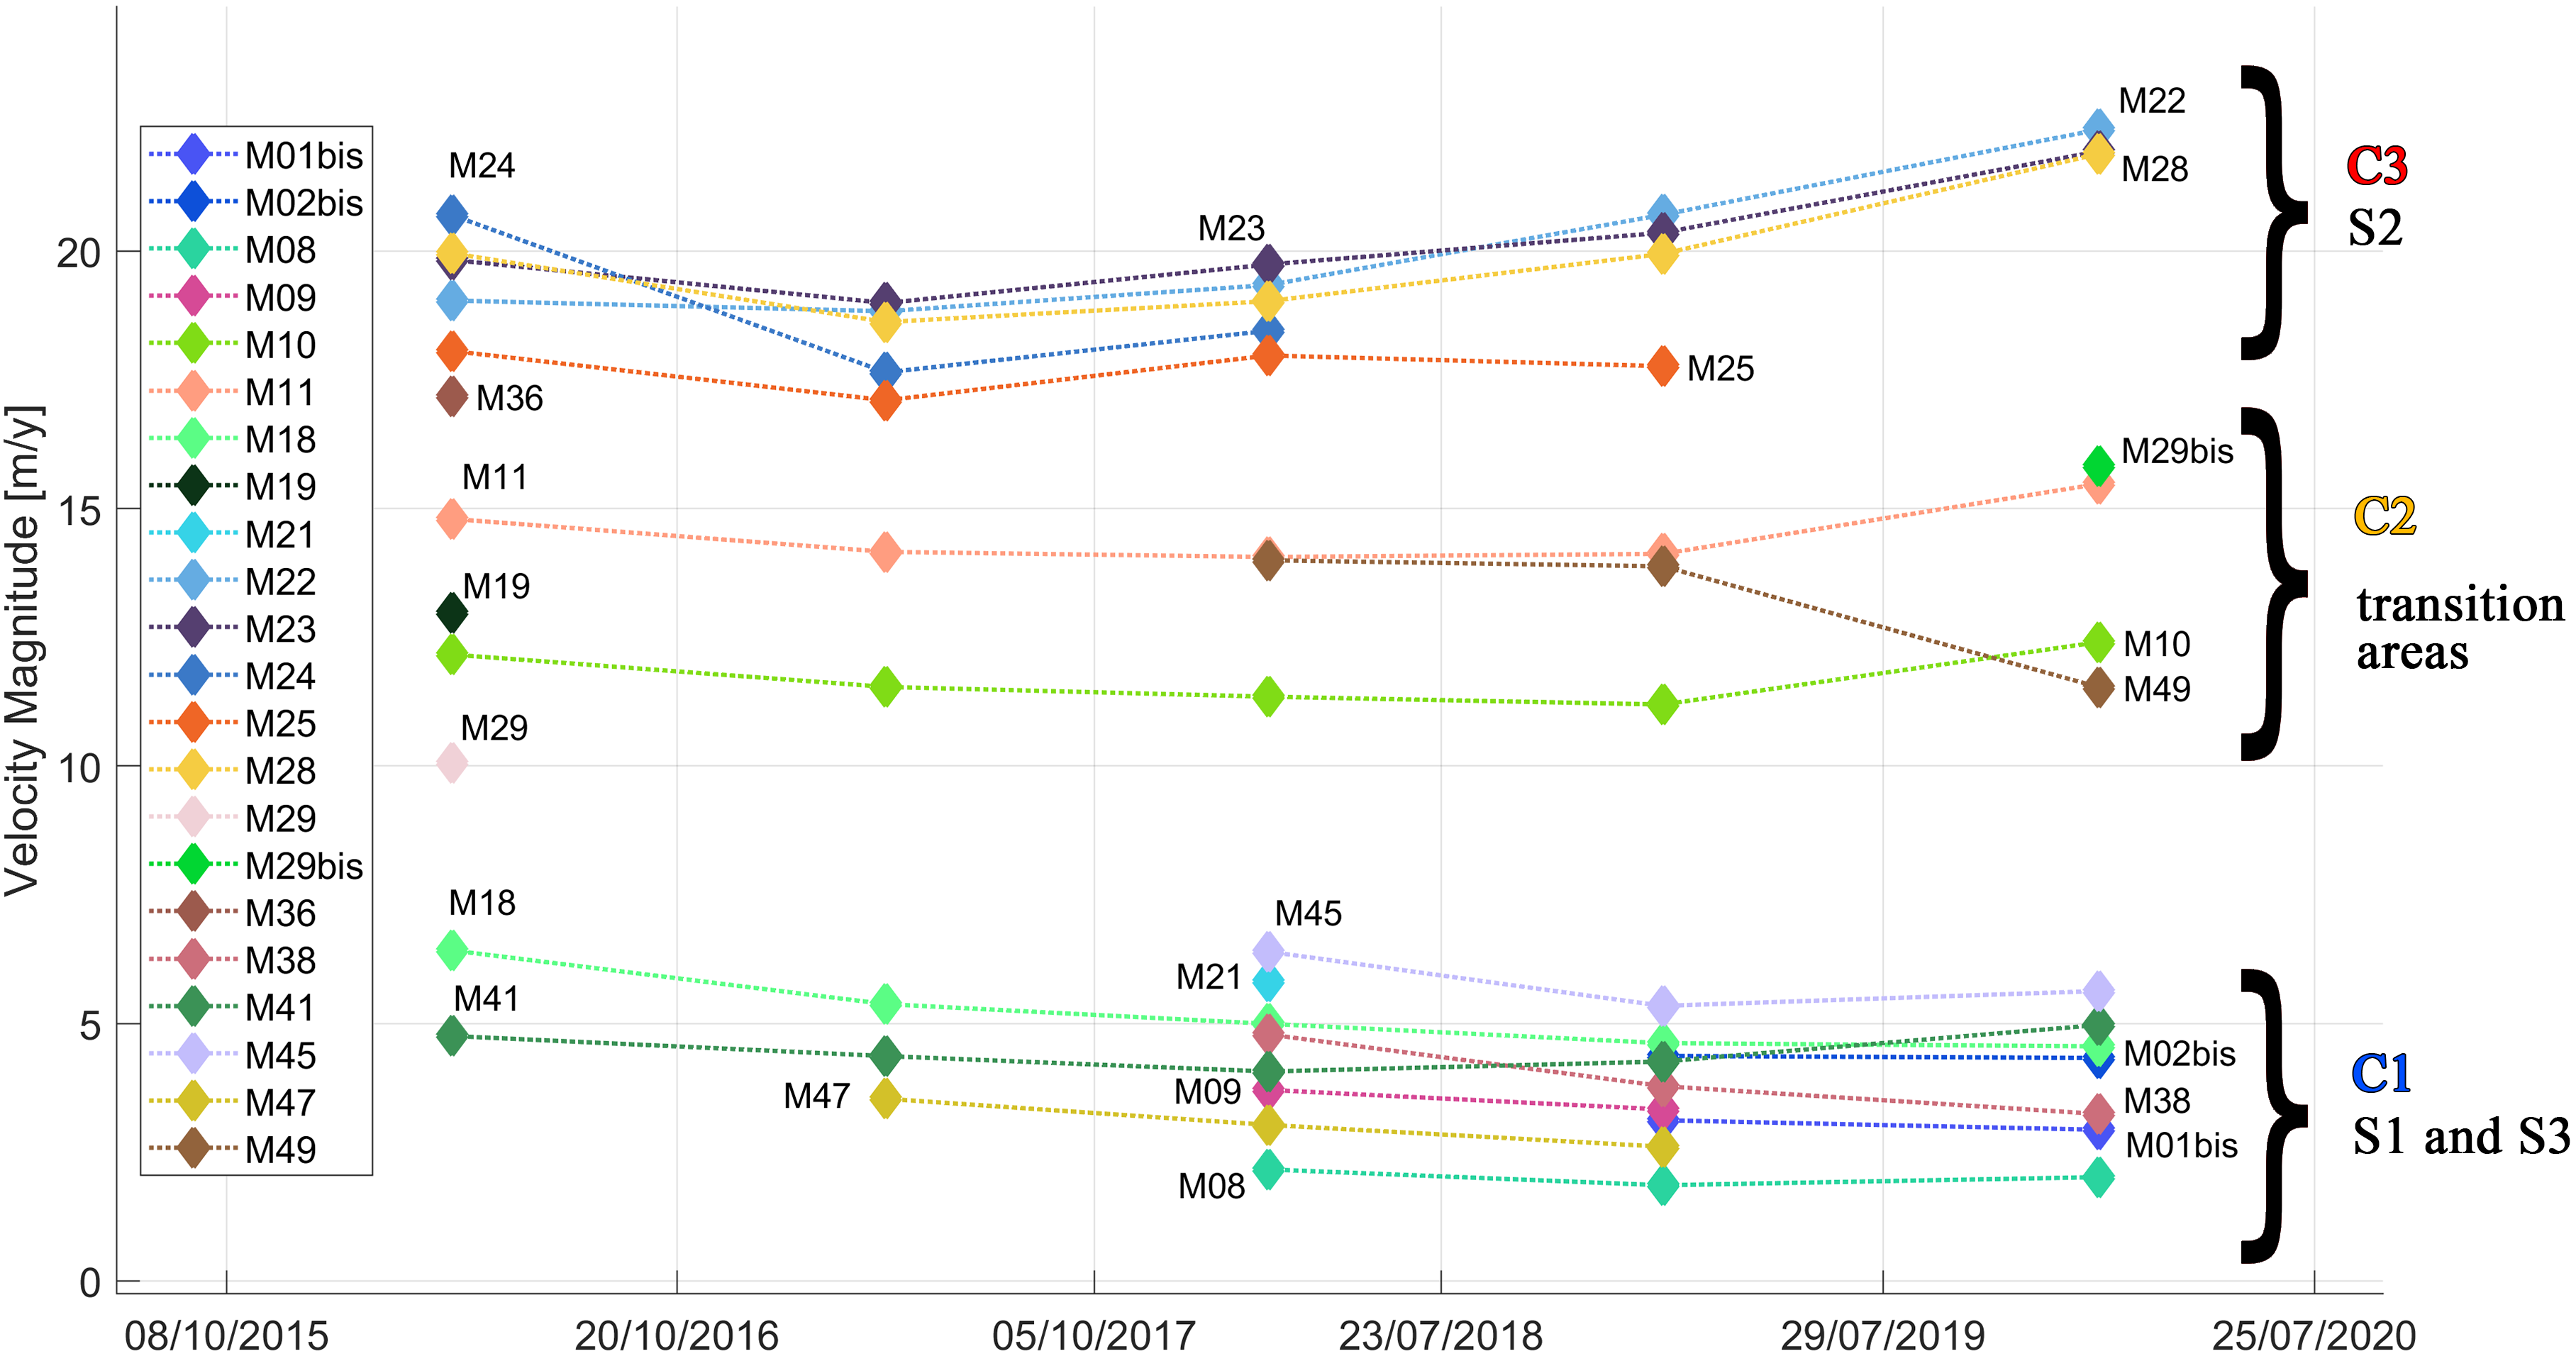 Velocity Magnitude [m/y]
20
15
10
5
0
08/10/2015
20/10/2016
05/10/2017
23/07/2018
29/07/2019
25/07/2020
M01bis
M02bis
M08
M09
M10
M11
M18
M19
M21
M22
M23
M24
M25
M28
M29
M29bis
M36
M38
M41
M45
M47
M49
M24
M36
M11
M19
M29
M18
M41
M47
M23
M45
M21
M09
M08
M25
M22
M28
M29bis
M10
M49
M02bis
M38
M01bis
C3
S2
C2
transition
areas
C1
S1 and S3